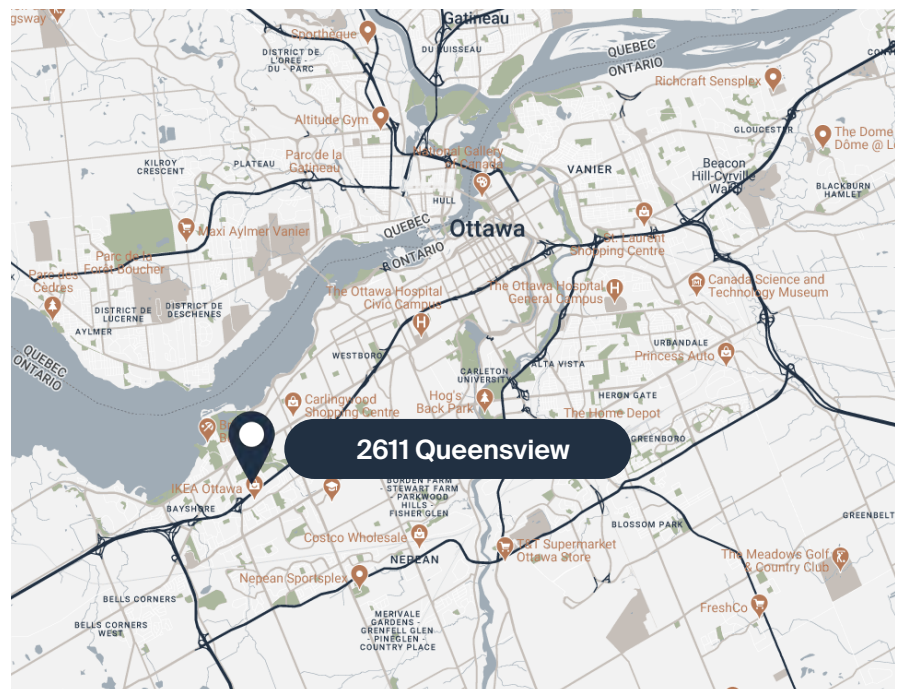 gsway
Gatineau
Sportheque
DU RUISSEAU
DISTRICT DE
L'OREE -
DU - PARC
QUEBEC
ONTARIO
Richcraft Sensplex
Altitude Gym
GLOUCESTER
The Dome
Dôme @ L
National Gallery
of Canada
Parc de la
Gatineau
KILROY
CRESCENT
PLATEAU
VANIER
Beacon
Hill-Cyrville
Ward
BLACKBURN
HAMLET
HULL
Maxi Aylmer Vanier
QUEBEC
ONTARIO
Ottawa
St. Laurent
Shopping Centre
Parc de la
Forêt Boucher
Parc des
Cèdres
The Ottawa Hospital
Civic Campus
The Ottawa Hospital
General Campus
Canada Science and
Technology Museum
DISTRICT DE
LUCERNE
DISTRICT DE
DESCHENES
AYLMER
QUEBEC
ONTARIO
WESTBORO
URBANDALE
Princess Auto
CARLETON
UNIVERSITY
ALTA VISTA
Carlingwood
Shopping Centre
Hog's
Back Park
HERON GATE
The Home Depot
2611 Queensview
GREENBORO
IKEA Ottawa
BAYSHORE
BORDEN FARM
- STEWART FARM
- PARKWOOD
HILLS -
FISHER GLEN
GREENBELT
BLOSSOM PARK
Costco Wholesale
NEPEAN
T&T Supermarket
Ottawa Store
The Meadows Golf
& Country Club
Nepean Sportsplex
BELLS CORNERS
FreshCo
BELLS CORNERS
WEST
MERIVALE
GARDENS -
GRENFELL GLEN
- PINEGLEN -
COUNTRY PLACE